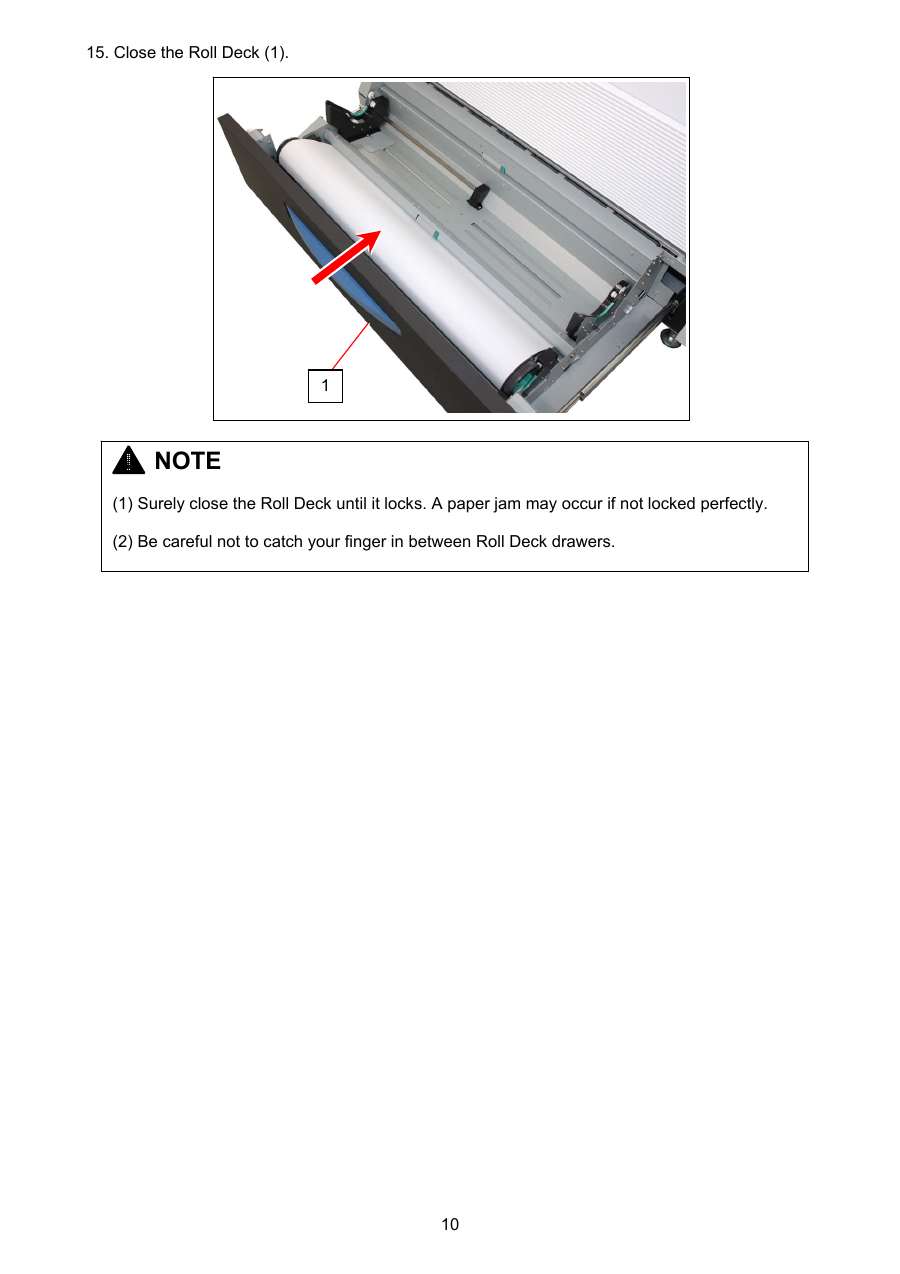 15. Close the Roll Deck (1).
1
NOTE
(1) Surely close the Roll Deck until it locks. A paper jam may occur if not locked perfectly.
(2) Be careful not to catch your finger in between Roll Deck drawers.
10